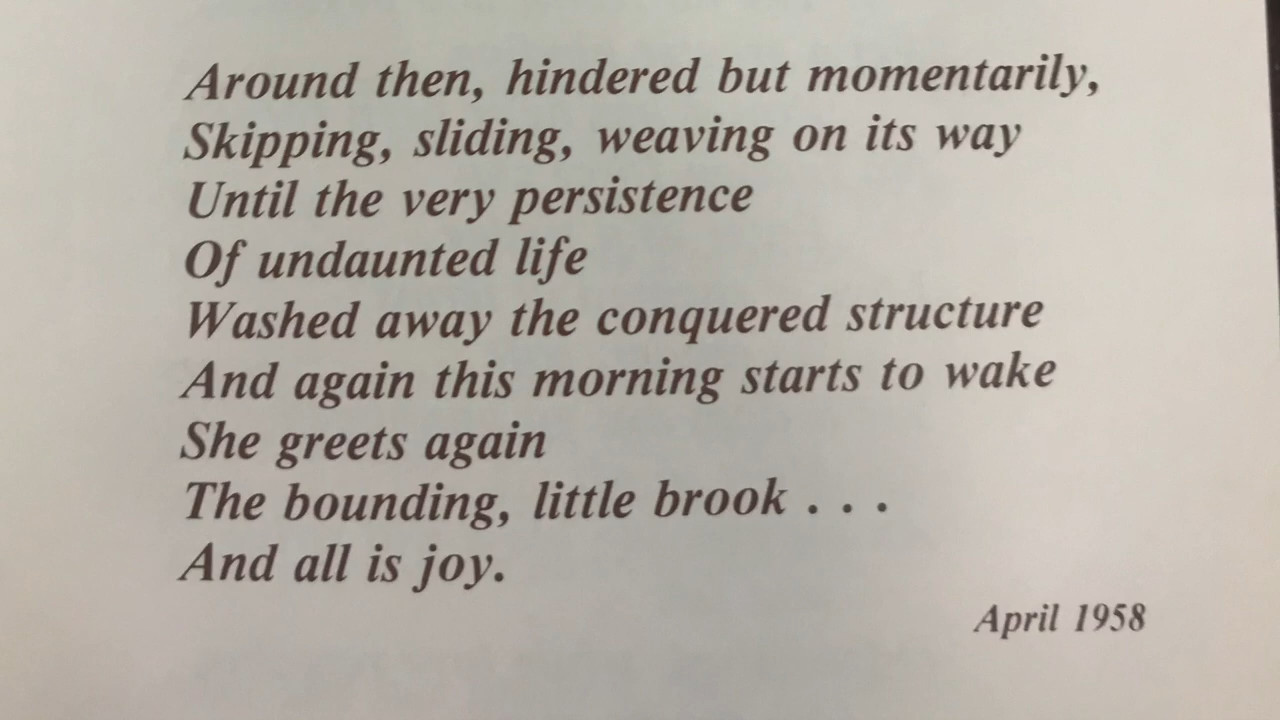 Around then, hindered but momentarily,
Skipping, sliding, weaving on its way
Until the very persistence
Of undaunted life
Washed away the conquered structure
And again this morning starts to wake
She greets again
The bounding, little brook . . .
And all is joy.
April 1958